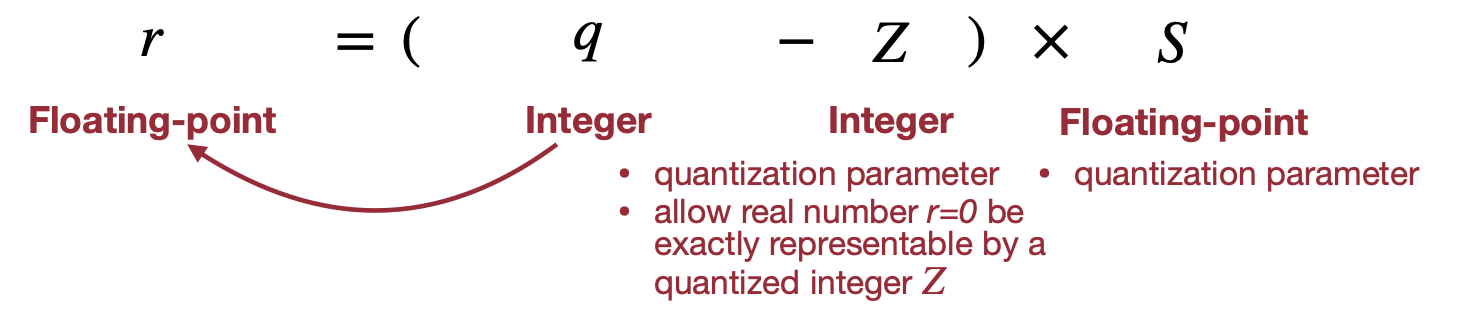 r = ( q − Z ) × S
Floating-point Integer Integer Floating-point
• quantization parameter • quantization parameter
• allow real number r=0 be
exactly representable by a
quantized integer Z